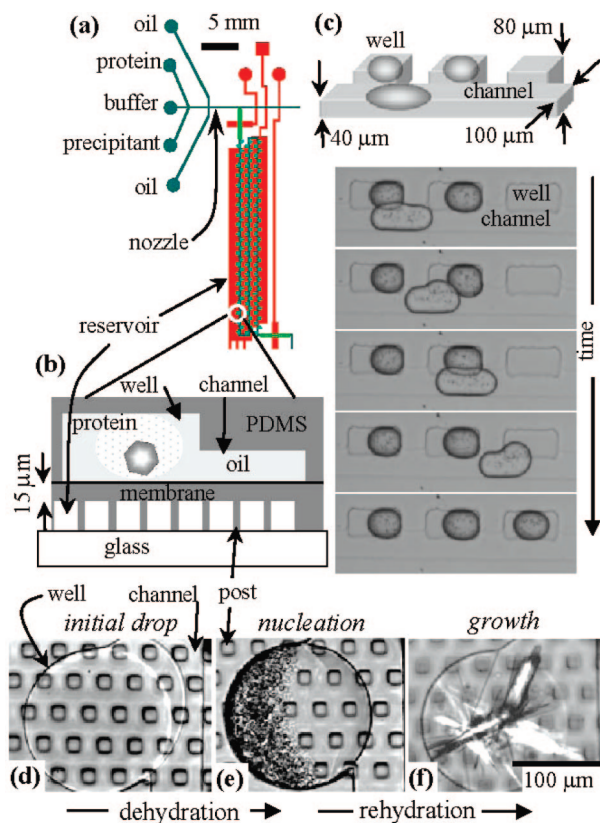 (a)
oil
5 mm
protein
buffer
precipitant
oil
nozzle
reservoir
(c)
well
80 μm
channel
40 μm
100 μm
well
channel
time
(b)
well
channel
protein
PDMS
oil
15 μm
membrane
glass
post
well
channel
initial drop
nucleation
growth
(d)
(e)
(f)
100 μm
dehydration
rehydration